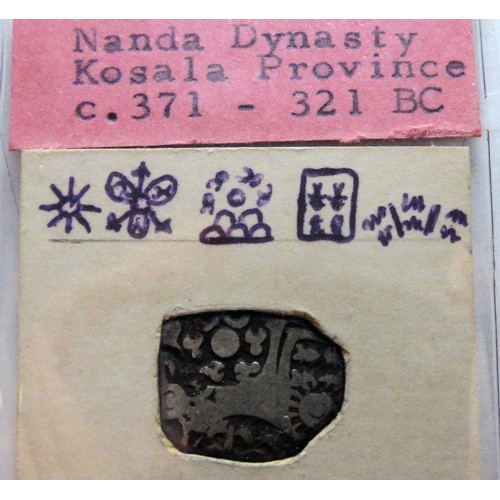 Nanda Dynasty
Kosala Province
c.371 - 321 BC